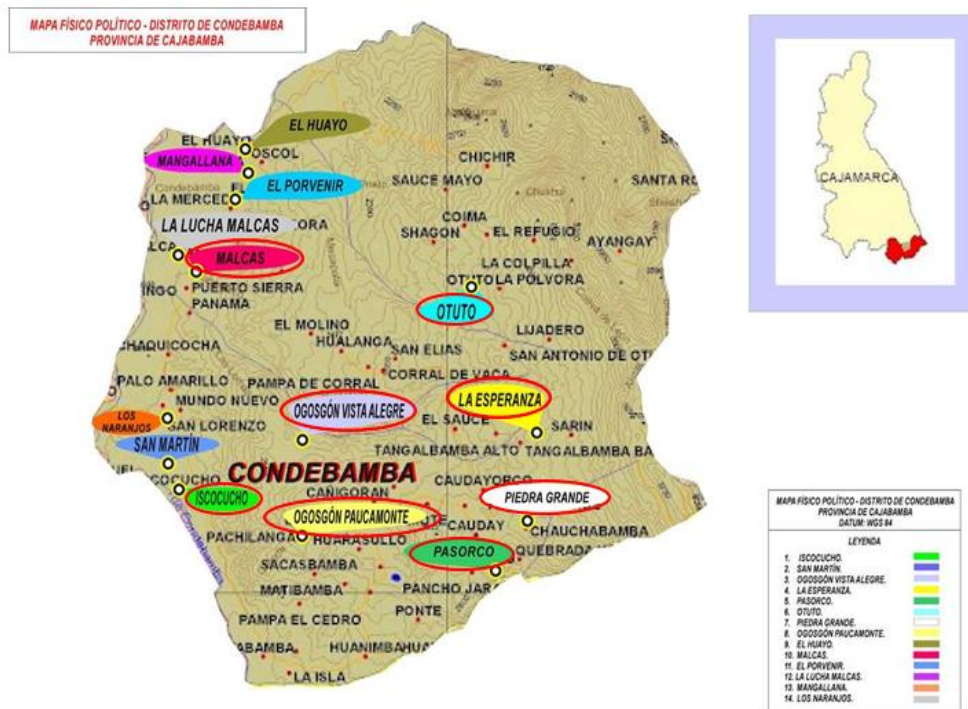 MAPA FÍSICO POLÍTICO - DISTRITO DE CONDEBAMBA
PROVINCIA DE CAJABAMBA
EL HUAYO
EL HUAYO
OSCOL
MANGALLANA
EL PORVENIR
LA MERCED
CHICHIR
SAUCE MAYO
SANTA RO
LA LUCHA MALCAS
ORA
COIMA
SHAGON
EL REFUGIO
AYANGAY
MALCAS
LA COLPILLA
PUERTO SIERRA
OTUTO
LA POLVORA
INGO
PANAMA
OTUTO
EL MOLINO
LIJADERO
HUALANGA
CHAQUICOCHA
SAN ELIAS
SAN ANTONIO DE OT
CORRAL DE VACA
PALO AMARILLO
PAMPA DE CORRAL
MUNDO NUEVO
OGOSGÓN VISTA ALEGRE
LA ESPERANZA
LOS
NARANJOS
SAN LORENZO
EL SAUCE
SARIN
SAN MARTÍN
TANGALBAMBA ALTO
TANGALBAMBA BA
CONDEBAMBA
COCUCHO
ISCOCUCHO
CAÑIGORAN
CAUDAYORCO
PIEDRA GRANDE
OGOSGÓN PAUCAMONTE
CAUDAY
CHAUCHABAMBA
PACHILANGA
HUARASULLO
PASORCO
QUEBRADA
SACASBAMBA
MATIBAMBA
PANCHO JAR
PONTE
PAMPA EL CEDRO
ABAMBA
HUANIMBA
HUA
LA ISLA
CAJAMARCA
MAPA FÍSICO POLÍTICO - DISTRITO DE CONDEBAMBA
PROVINCIA DE CAJABAMBA
DATUM: WGS 84
LEYENDA
1. ISCOCUCHO.
2. SAN MARTÍN.
3. OGOSGÓN VISTA ALEGRE.
4. LA ESPERANZA.
5. PASORCO.
6. OTUTO.
7. PIEDRA GRANDE.
8. OGOSGÓN PAUCAMONTE.
9. EL HUAYO.
10. MALCAS.
11. EL PORVENIR.
12. LA LUCHA MALCAS.
13. MANGALLANA.
14. LOS NARANJOS.